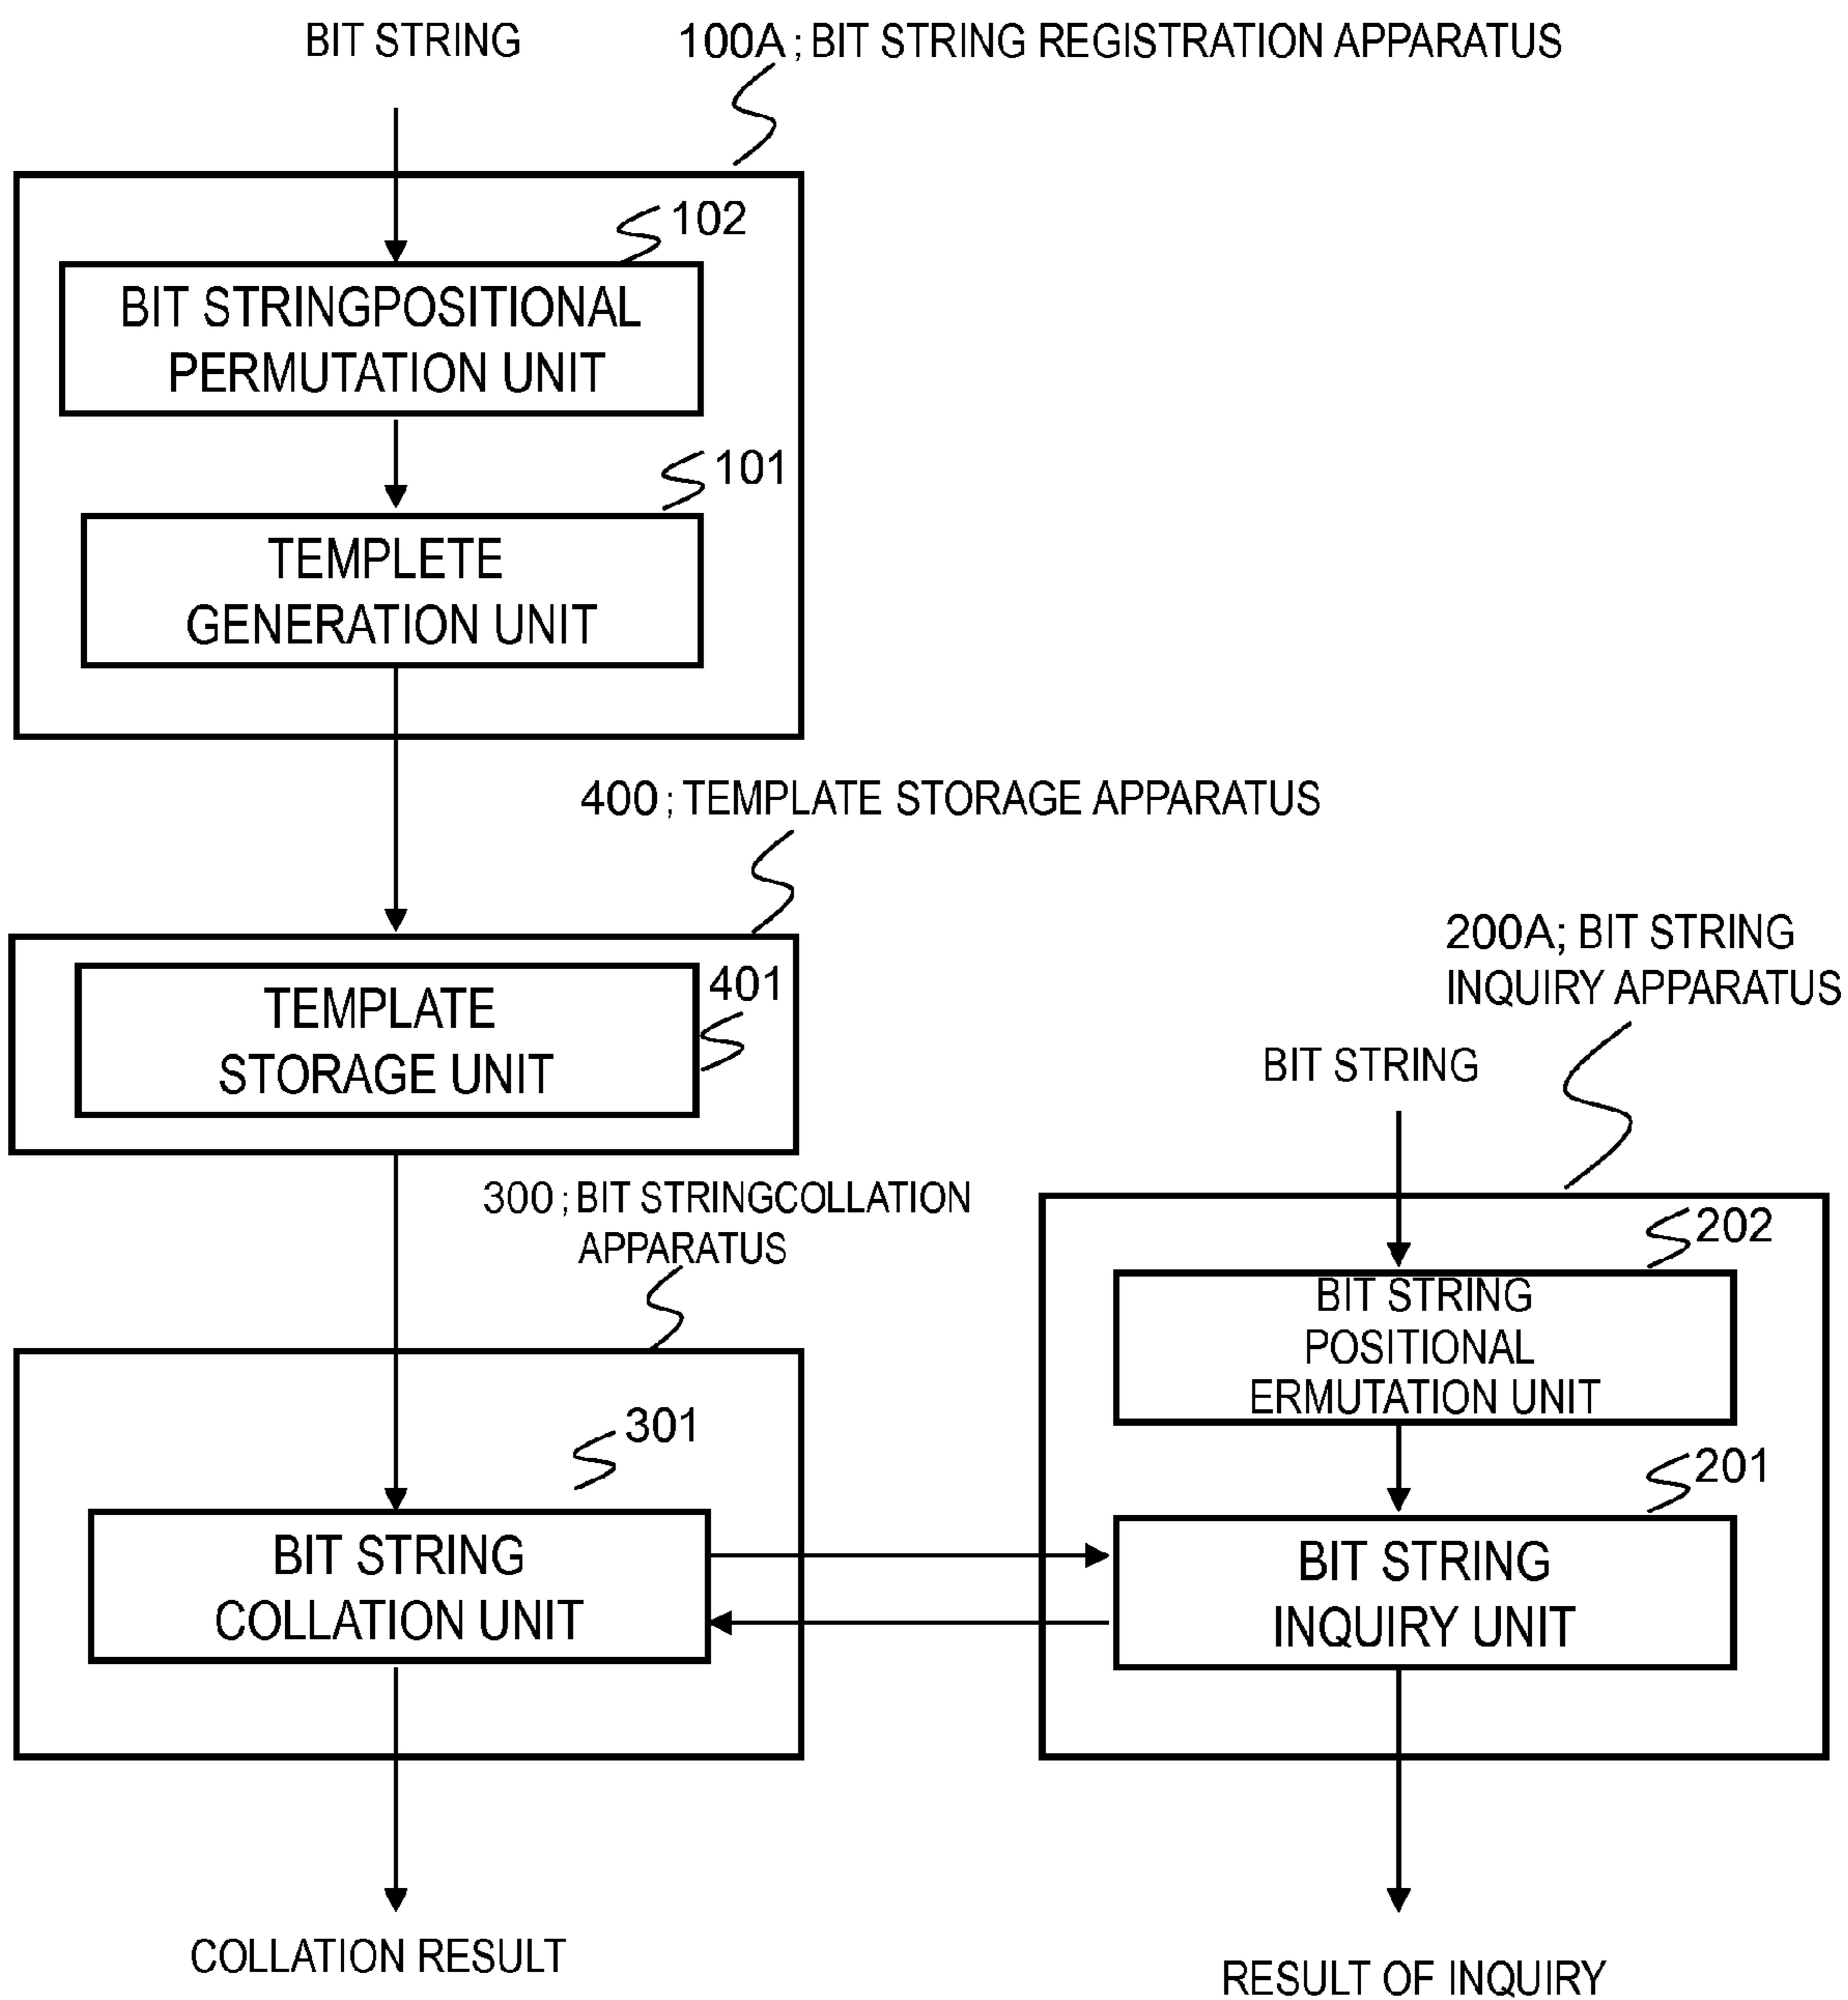 BIT STRING
100A ; BIT STRING REGISTRATION APPARATUS
102
BIT STRINGPOSITIONAL
PERMUTATION UNIT
101
TEMPLETE
GENERATION UNIT
400 ; TEMPLATE STORAGE APPARATUS
401
TEMPLATE
STORAGE UNIT
200A; BIT STRING
INQUIRY APPARATUS
BIT STRING
300 ; BIT STRINGCOLLATION
APPARATUS
202
BIT STRING
POSITIONAL
ERMUTATION UNIT
301
201
BIT STRING
COLLATION UNIT
BIT STRING
INQUIRY UNIT
COLLATION RESULT
RESULT OF INQUIRY